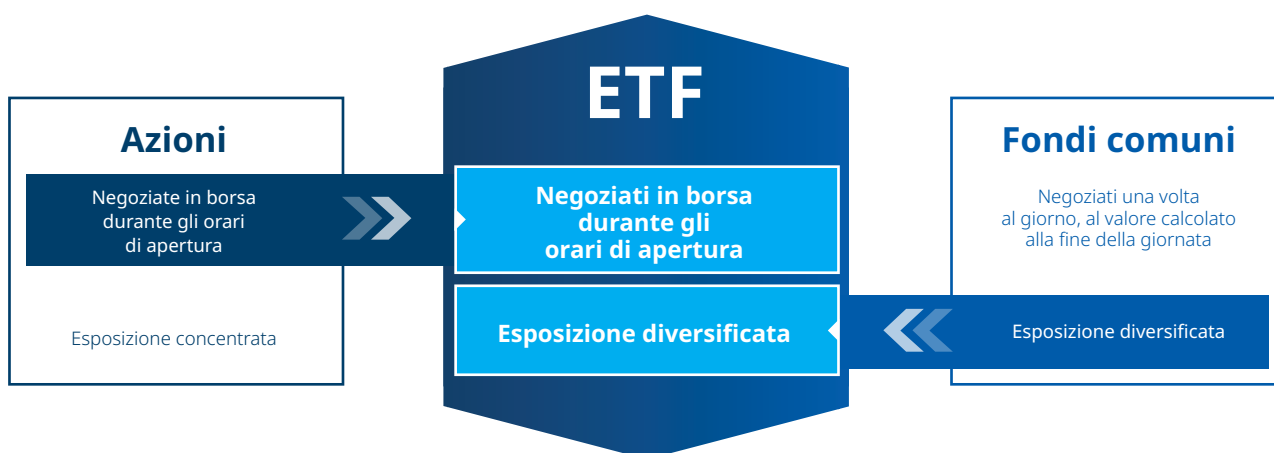 Azioni
Negoziate in borsa
durante gli orari
di apertura
Esposizione concentrata
ETF
Negoziati in borsa
durante gli
orari di apertura
Esposizione diversificata
Fondi comuni
Negoziati una volta
al giorno, al valore calcolato
alla fine della giornata
Esposizione diversificata